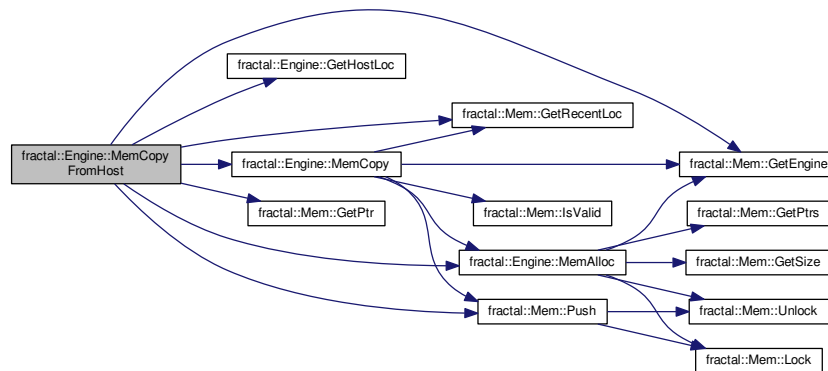 fractal::Engine::MemCopy
FromHost
fractal::Engine::GetHostLoc
fractal::Engine::MemCopy
fractal::Mem::GetPtr
fractal::Mem::GetRecentLoc
fractal::Mem::IsValid
fractal::Engine::MemAlloc
fractal::Mem::Push
fractal::Mem::GetEngine
fractal::Mem::GetPtrs
fractal::Mem::GetSize
fractal::Mem::Unlock
fractal::Mem::Lock